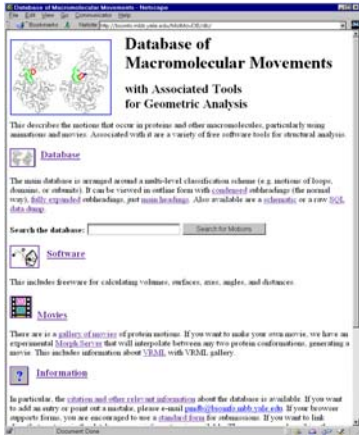 Database of Macromolecular Movements - Netscape
File Edit View Go Communicator Help
Bookmarks
Database of
Macromolecular Movements
with Associated Tools
for Geometric Analysis
This describes the motions that occur in proteins and other macromolecules, particularly using
animations and movies. Associated with it are a variety of free software tools for structural analysis.
Database
The main database is arranged around a multi-level classification scheme (e.g. motions of loops,
domains, or subunits). It can be viewed in outline form with condensed subheadings (the normal
way), fully expanded subheadings, just main headings. Also available are a schematic or a raw SQL
data dump.
Search the database: Search for Motions
Software
This includes freeware for calculating volumes, surfaces, axes, angles, and distances.
Movies
There are is a gallery of movies of protein motions. If you want to make your own movie, we have an
experimental Morph Server that will interpolate between any two protein conformations, generating a
movie. This includes information about VRML with VRML gallery.
?
Information
In particular, the citation and other relevant information about the database is available. If you want
to add an entry or point out a mistake, please e-mail pmdb@bioinfo.mbb.yale.edu. If your browser
supports forms, you are encouraged to use a standard form for submissions. If you want to link
Document Done